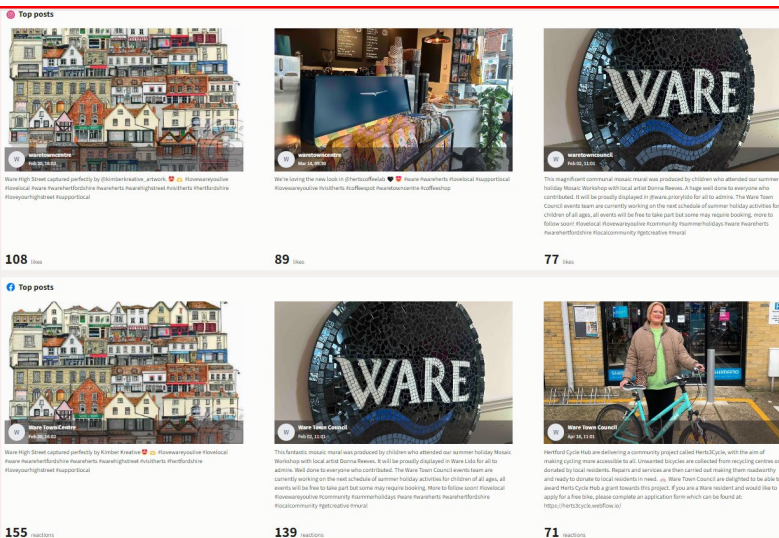 Top posts
WARE
W
waretowncentre
Feb 20, 16:02
W
waretowncentre
Mar 14, 09:30
W
waretowncouncil
Feb 02, 11:01
Ware High Street captured perfectly by @kimberkreative_artwork. 😍 🫶 #lovewareyoulive
#lovelocal #ware #warehertfordshire #wareherts #warehighstreet #visitherts #hertfordshire
#loveyourhighstreet #supportlocal
We're loving the new look in @hertscoffeelab 🖤 😍 #ware #wareherts #lovelocal #supportlocal
#lovewareyoulive #visitherts #coffeespot #waretowncentre #coffeeshop
This magnificent communal mosaic mural was produced by children who attended our summer
holiday Mosaic Workshop with local artist Donna Reeves. A huge well done to everyone who
contributed. It will be proudly displayed in @ware.priorylido for all to admire. The Ware Town
Council events team are currently working on the next schedule of summer holiday activities for
children of all ages, all events will be free to take part but some may require booking. more to
follow soon! #lovelocal #lovewareyoulive #community #summerholidays #ware #wareherts
#warehertfordshire #localcommunity #getcreative #mural
108 likes
89 likes
77 likes
Top posts
WARE
W
Ware Town Centre
Feb 20, 16:02
W
Ware Town Council
Feb 02, 11:01
W
Ware Town Council
Apr 18, 11:01
Ware High Street captured perfectly by Kimber Kreative 😍 🫶 #lovewareyoulive #lovelocal
#ware #warehertfordshire #wareherts #warehighstreet #visitherts #hertfordshire
#loveyourhighstreet #supportlocal
This fantastic mosaic mural was produced by children who attended our summer holiday Mosaic
Workshop with local artist Donna Reeves. It will be proudly displayed in Ware Lido for all to
admire. Well done to everyone who contributed. The Ware Town Council events team are
currently working on the next schedule of summer holiday activities for children of all ages, all
events will be free to take part but some may require booking. More to follow soon! #lovelocal
#lovewareyoulive #community #summerholidays #ware #wareherts #warehertfordshire
#localcommunity #getcreative #mural
Hertford Cycle Hub are delivering a community project called Herts3Cycle, with the aim of
making cycling more accessible to all. Unwanted bicycles are collected from recycling centres or
donated by local residents. Repairs and services are then carried out making them roadworthy
and ready to donate to local residents in need. 🚲 Ware Town Council are delighted to be able to
award Herts Cycle Hub a grant towards this project. If you are a Ware resident and would like to
apply for a free bike, please complete an application form which can be found at:
https://herts3cycle.webflow.io/
155 reactions
139 reactions
71 reactions